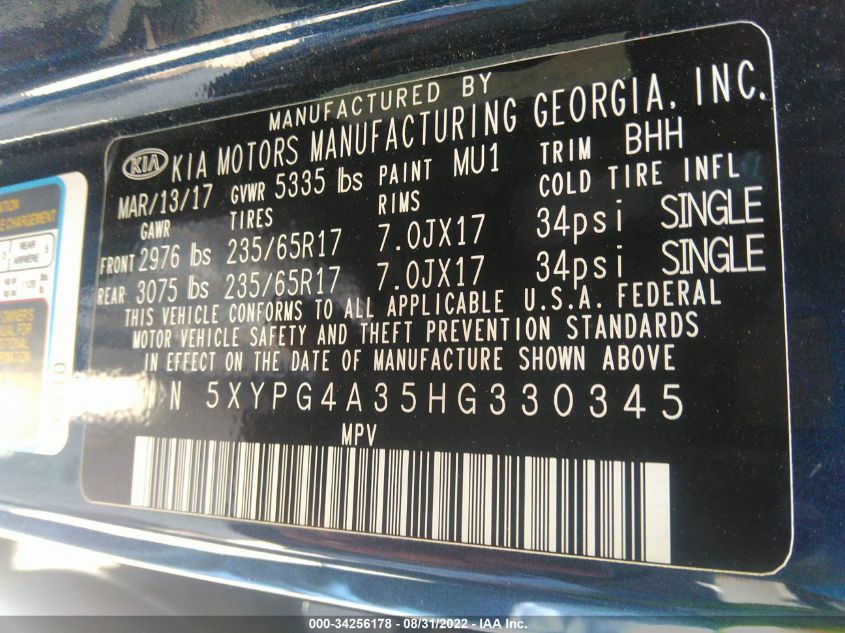 MANUFACTURED BY
KIA KIA MOTORS MANUFACTURING GEORGIA, INC.
MAR/13/17 GVWR 5335 lbs PAINT MU1 TRIM BHH
GAWR TIRES RIMS COLD TIRE INFL
FRONT 2976 lbs 235/65R17 7.0JX17 34psi SINGLE
REAR 3075 lbs 235/65R17 7.0JX17 34psi SINGLE
THIS VEHICLE CONFORMS TO ALL APPLICABLE U.S.A. FEDERAL
MOTOR VEHICLE SAFETY AND THEFT PREVENTION STANDARDS
IN EFFECT ON THE DATE OF MANUFACTURE SHOWN ABOVE
N 5XYPG4A35HG330345
MPV
REAR 5
ARRIÈRE
000-34256178 - 08/31/2022 - IAA Inc.